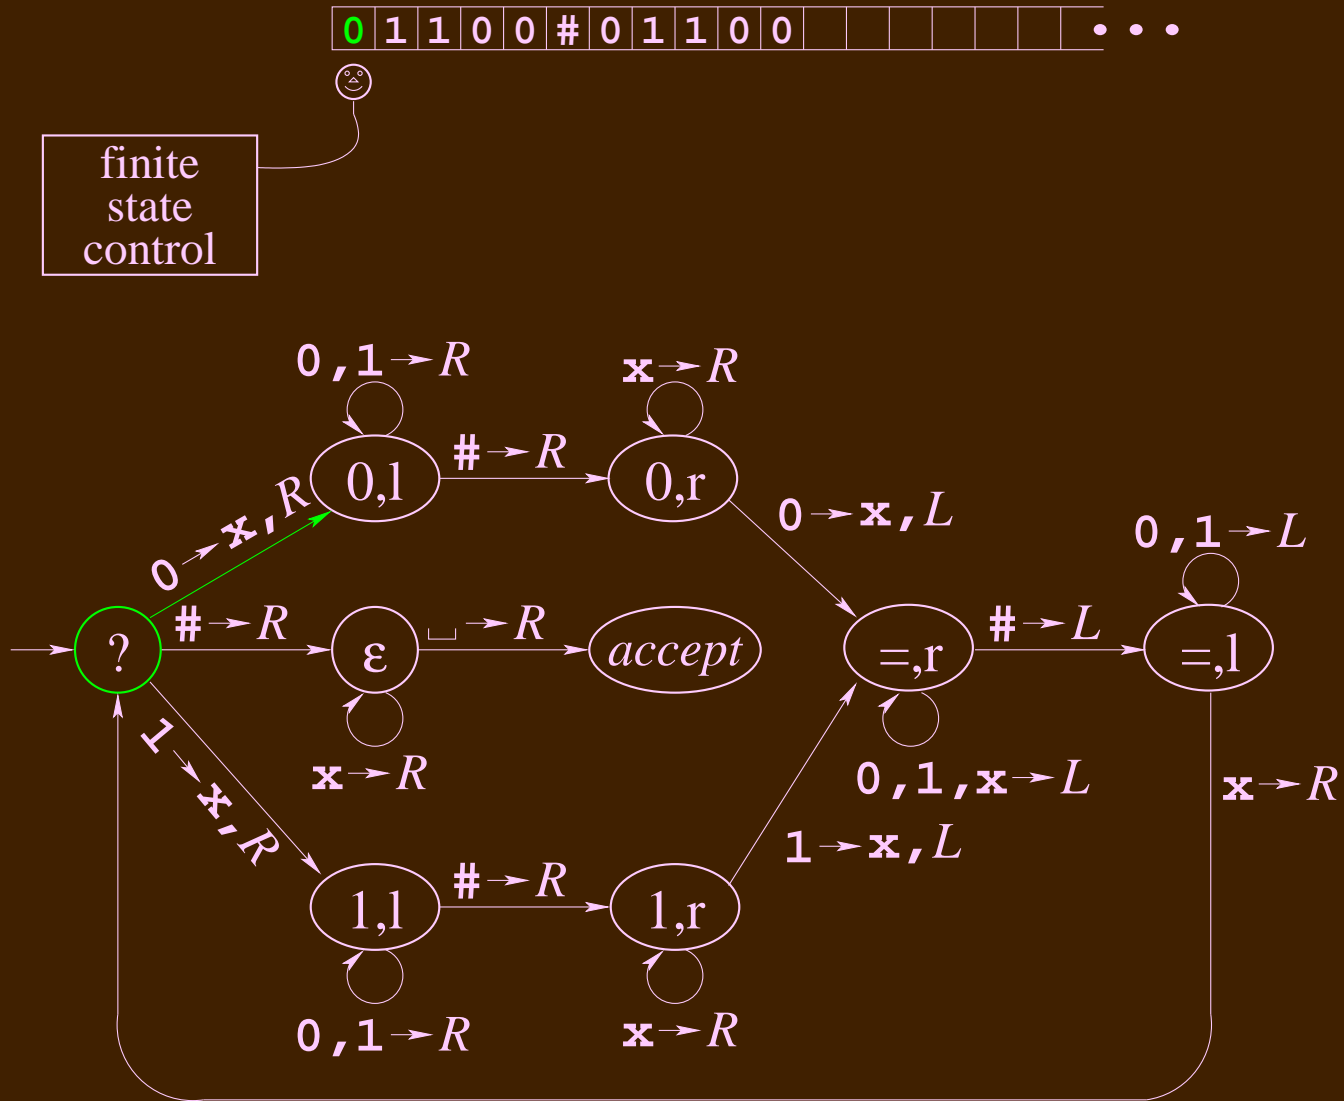 0 1 1 0 0 # 0 1 1 0 0 • • •
finite
state
control
0,1→R
x→R
0,l
#→R
0,r
0→x,R
0→x,L
0,1→L
?
#→R
ε
␣→R
accept
=,r
#→L
=,l
1→x,R
x→R
0,1,x→L
x→R
1→x,L
1,l
#→R
1,r
0,1→R
x→R